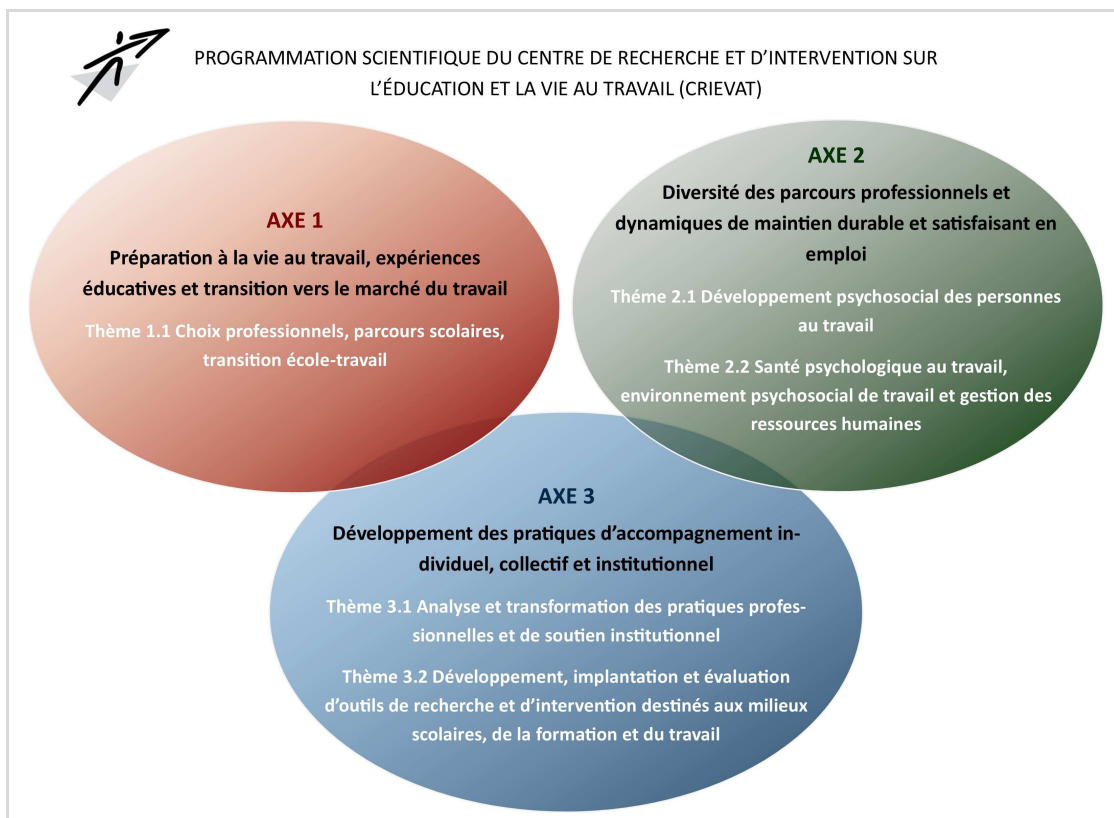 PROGRAMMATION SCIENTIFIQUE DU CENTRE DE RECHERCHE ET D'INTERVENTION SUR
L'ÉDUCATION ET LA VIE AU TRAVAIL (CRIEVAT)
AXE 1
Préparation à la vie au travail, expériences
éducatives et transition vers le marché du travail
Thème 1.1 Choix professionnels, parcours scolaires,
transition école-travail
AXE 2
Diversité des parcours professionnels et
dynamiques de maintien durable et satisfaisant en
emploi
Théme 2.1 Développement psychosocial des personnes
au travail
Thème 2.2 Santé psychologique au travail,
environnement psychosocial de travail et gestion des
ressources humaines
AXE 3
Développement des pratiques d'accompagnement in-
dividuel, collectif et institutionnel
Thème 3.1 Analyse et transformation des pratiques profes-
sionnelles et de soutien institutionnel
Thème 3.2 Développement, implantation et évaluation
d'outils de recherche et d'intervention destinés aux milieux
scolaires, de la formation et du travail